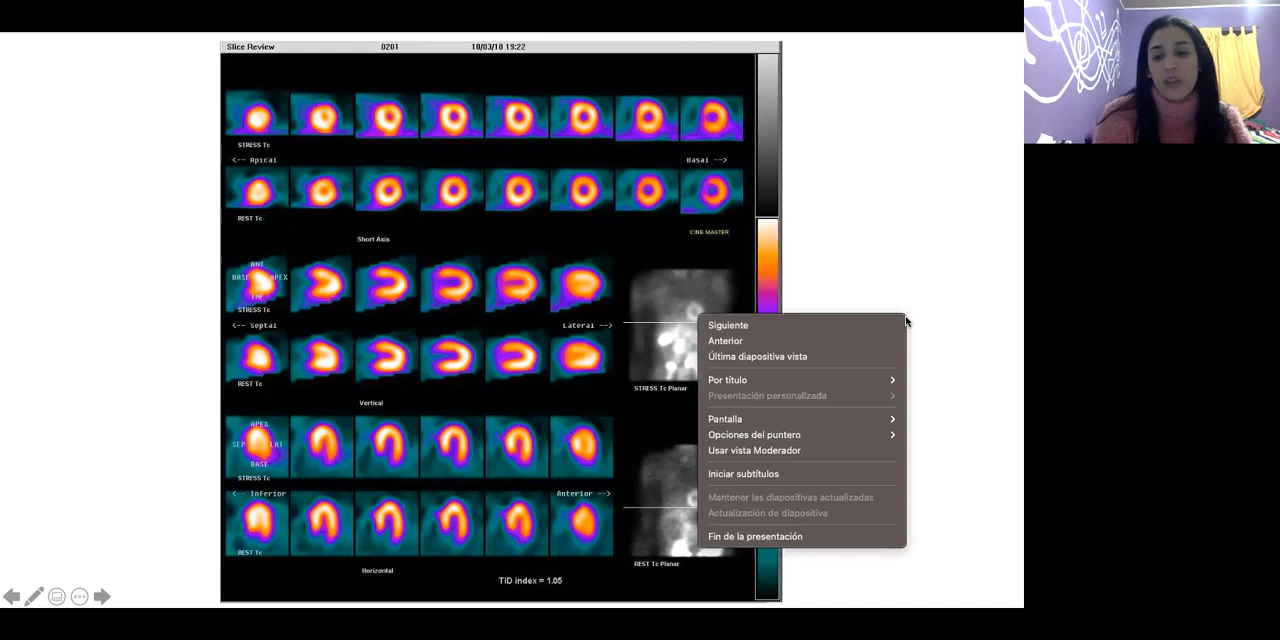 Slice Review 0201 10/03/10 19:22
STRESS Tc
<-- Apical Basal -->
REST Tc
CINE MASTER
Short Axis
ANT
BASE APEX
INF
STRESS Tc
<-- Septal Lateral -->
REST Tc
STRESS Tc Planar
Vertical
APEX
SEP LAT
BASE
STRESS Tc
<-- Inferior Anterior -->
REST Tc
REST Tc Planar
Horizontal
TID index = 1.05
Siguiente
Anterior
Última diapositiva vista
Por título
Presentación personalizada
Pantalla
Opciones del puntero
Usar vista Moderador
Iniciar subtítulos
Mantener las diapositivas actualizadas
Actualización de diapositiva
Fin de la presentación